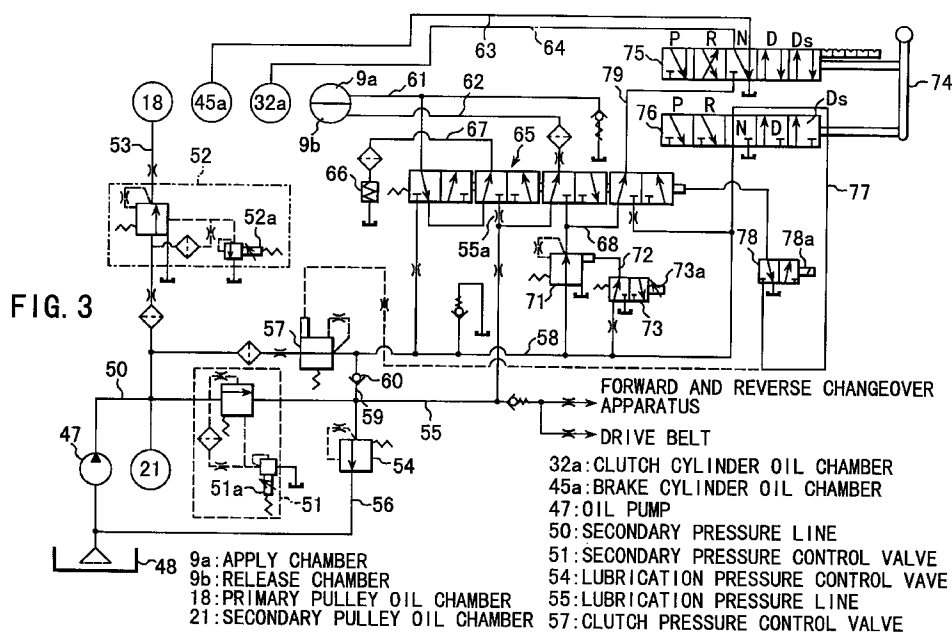 63
64
P R N D Ds
75
74
79
P R N D Ds
76
77
18
45a
32a
9a
61
62
9b
67
65
66
53
52
52a
55a
68
72
73a
71
73
78
78a
FIG. 3
57
58
50
60
59
55
47
21
51a
51
54
56
48
FORWARD AND REVERSE CHANGEOVER
APPARATUS
DRIVE BELT
9a:APPLY CHAMBER
9b:RELEASE CHAMBER
18:PRIMARY PULLEY OIL CHAMBER
21:SECONDARY PULLEY OIL CHAMBER
32a:CLUTCH CYLINDER OIL CHAMBER
45a:BRAKE CYLINDER OIL CHAMBER
47:OIL PUMP
50:SECONDARY PRESSURE LINE
51:SECONDARY PRESSURE CONTROL VALVE
54:LUBRICATION PRESSURE CONTROL VAVE
55:LUBRICATION PRESSURE LINE
57:CLUTCH PRESSURE CONTROL VALVE